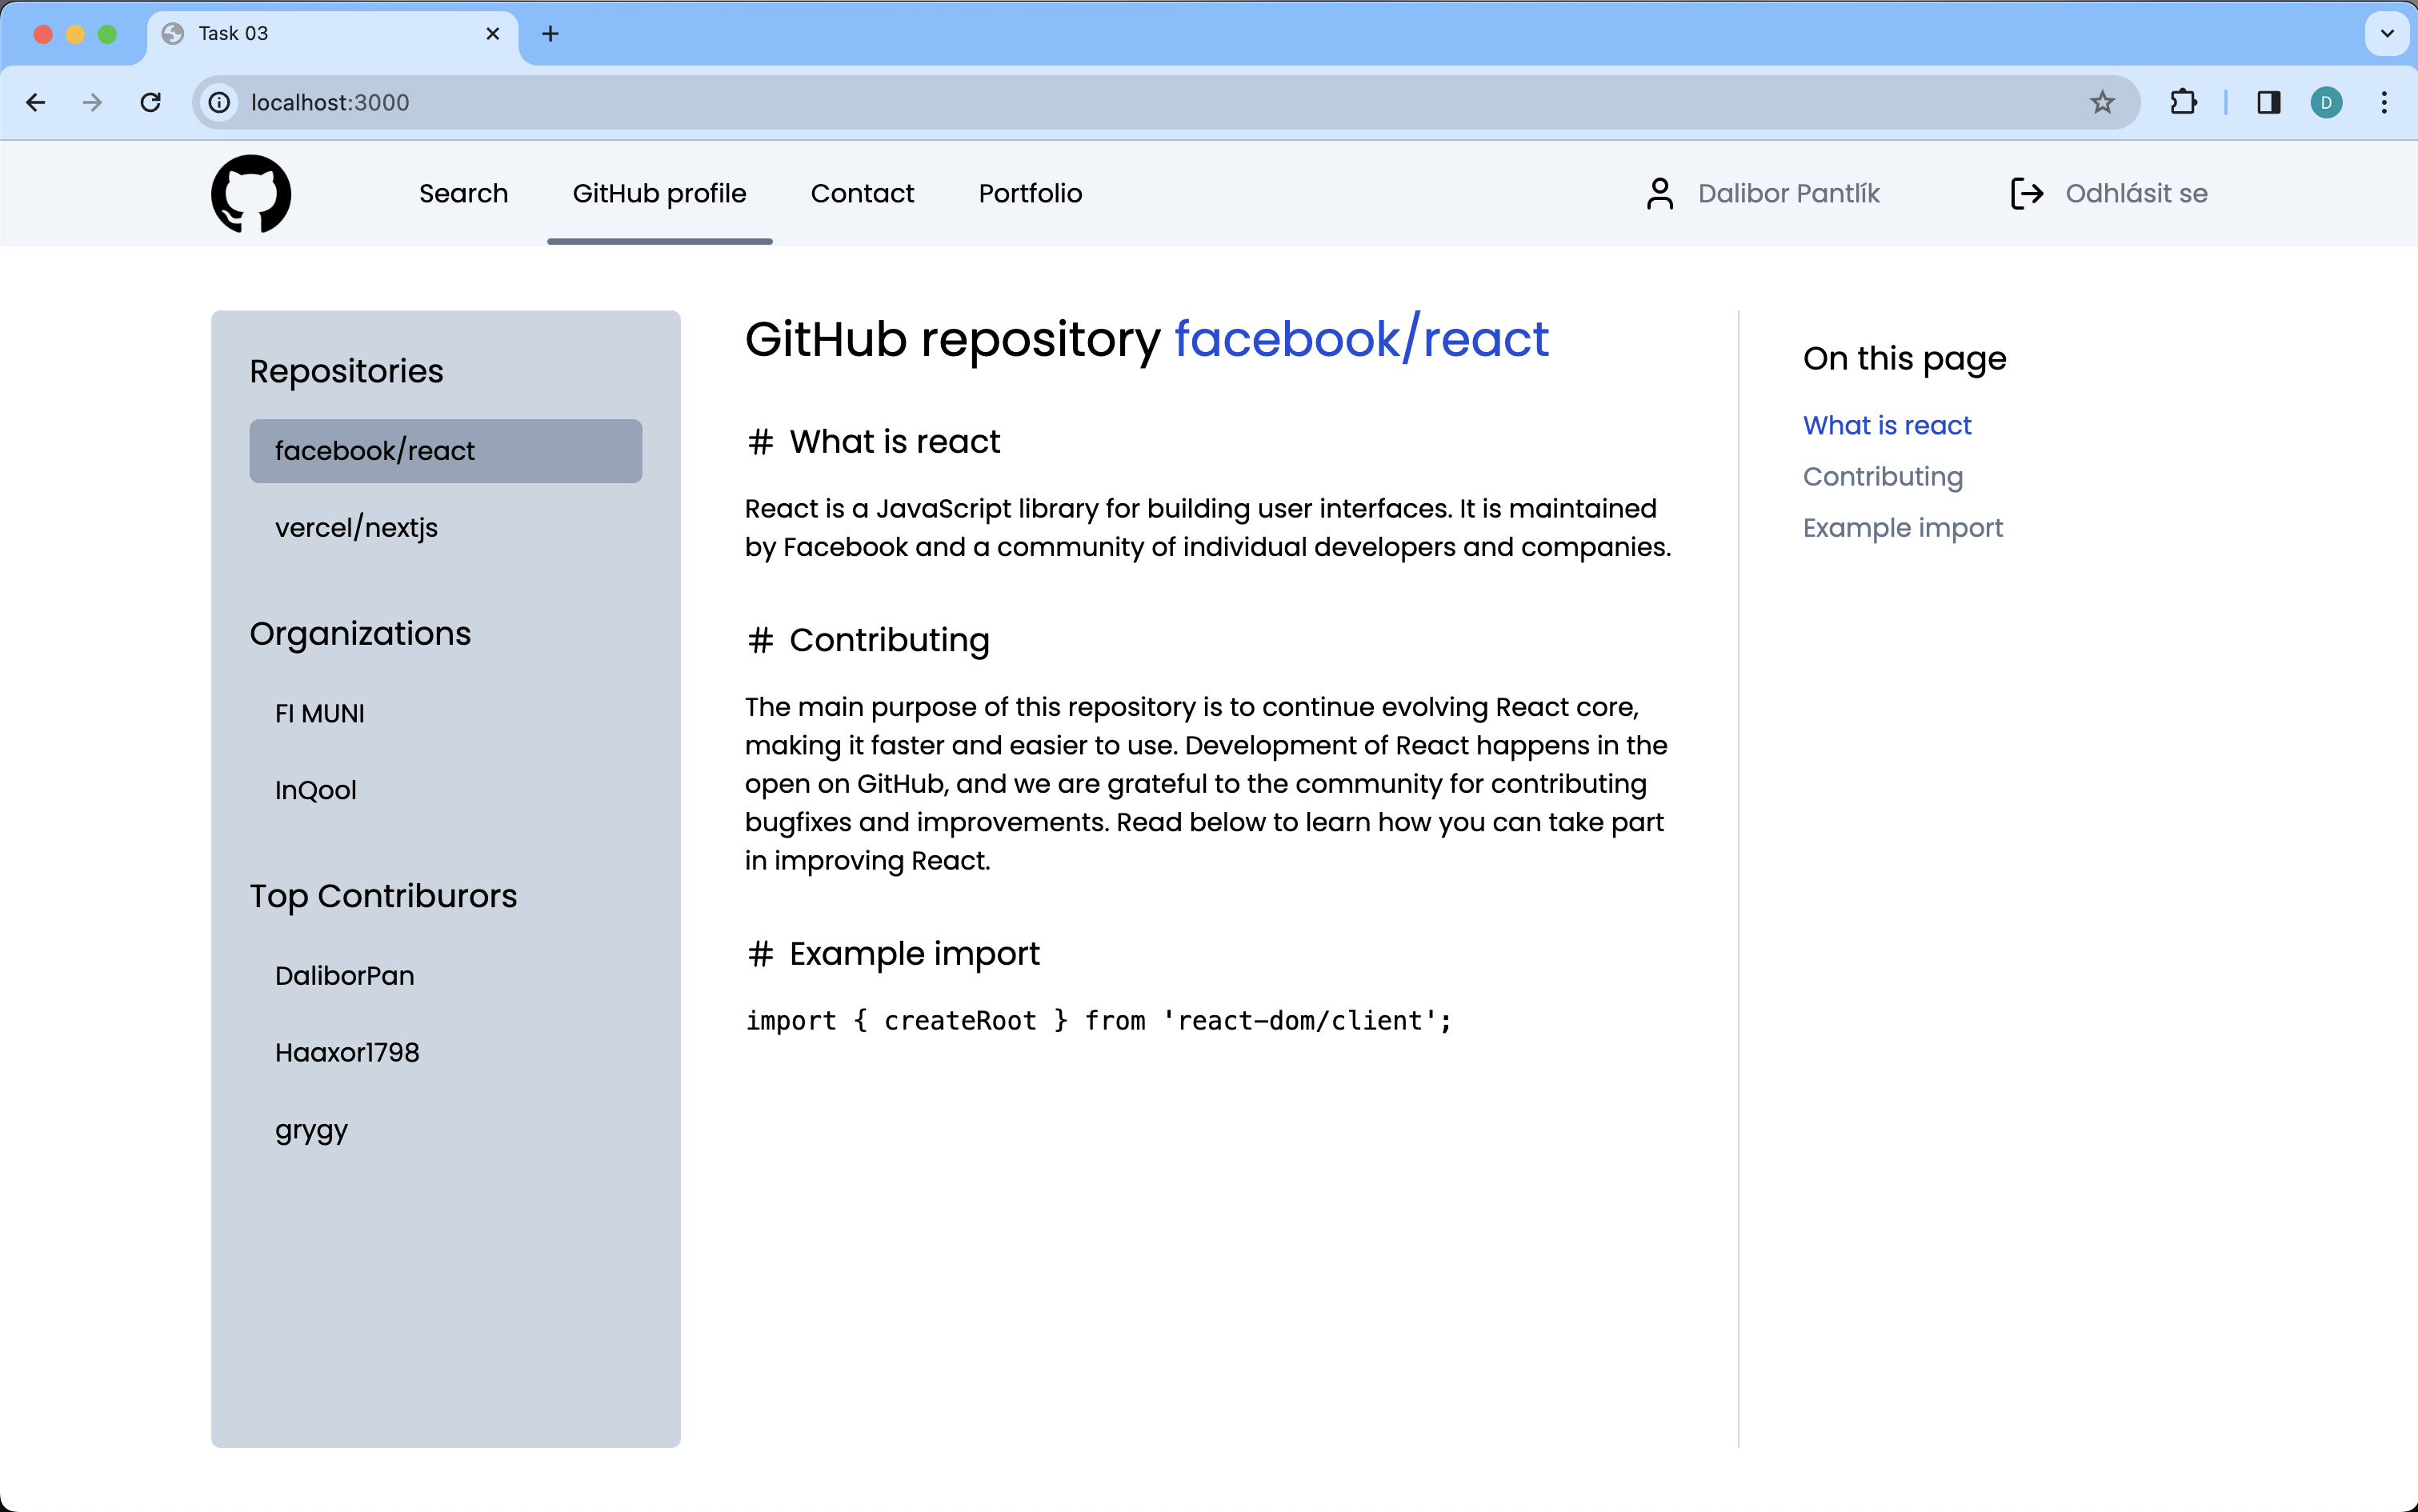 Task 03
localhost:3000
D
Search GitHub profile Contact Portfolio Dalibor Pantlík Odhlásit se
Repositories
facebook/react
vercel/nextjs
Organizations
FI MUNI
InQool
Top Contriburors
DaliborPan
Haaxor1798
grygy
GitHub repository facebook/react
# What is react
React is a JavaScript library for building user interfaces. It is maintained
by Facebook and a community of individual developers and companies.
# Contributing
The main purpose of this repository is to continue evolving React core,
making it faster and easier to use. Development of React happens in the
open on GitHub, and we are grateful to the community for contributing
bugfixes and improvements. Read below to learn how you can take part
in improving React.
# Example import
import { createRoot } from 'react-dom/client';
On this page
What is react
Contributing
Example import